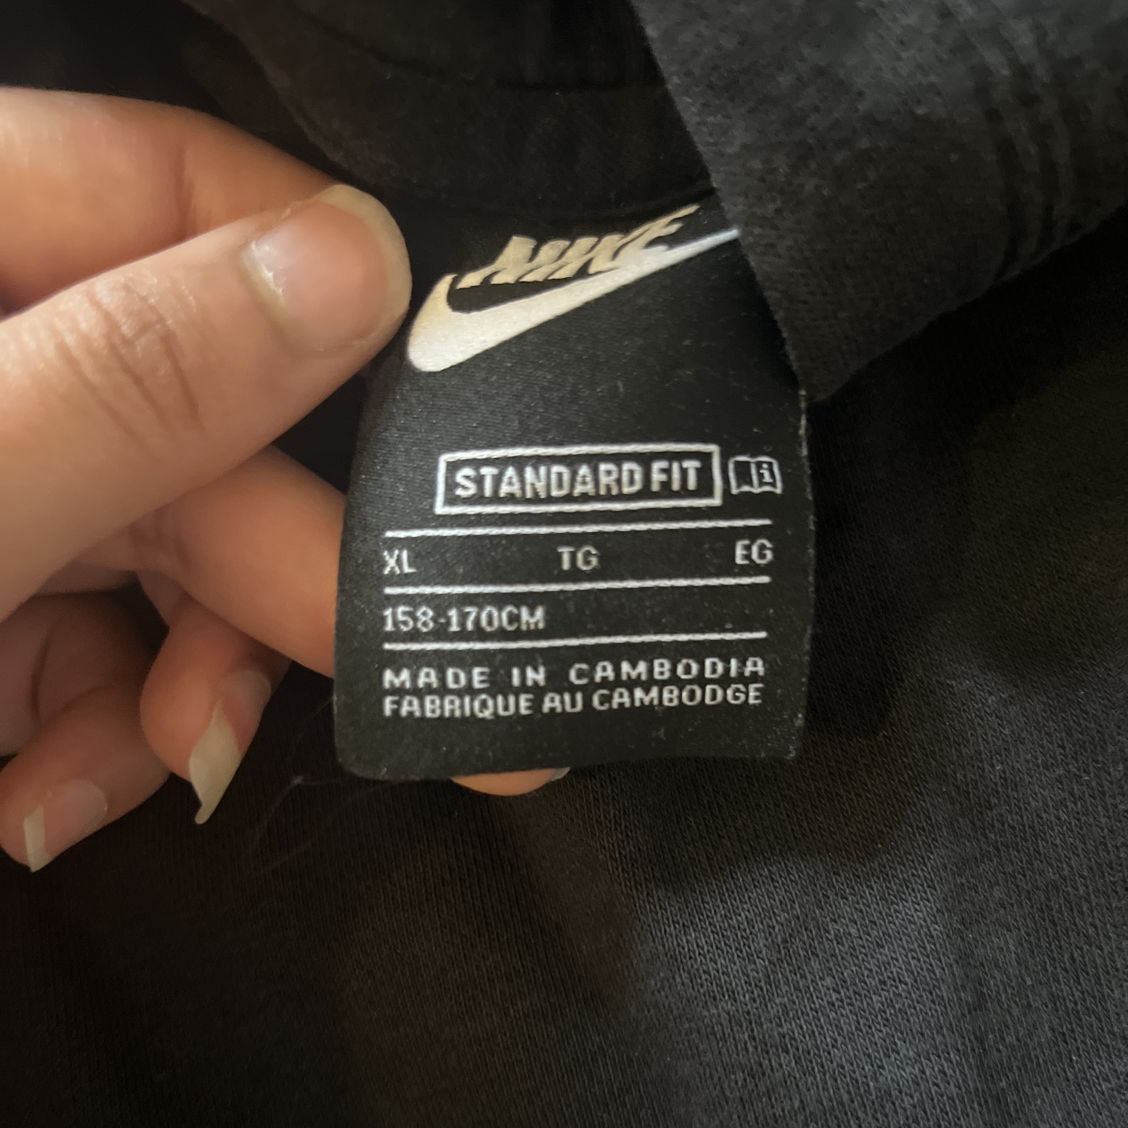 NIKE
STANDARD FIT i
XL TG EG
158-170CM
MADE IN CAMBODIA
FABRIQUE AU CAMBODGE